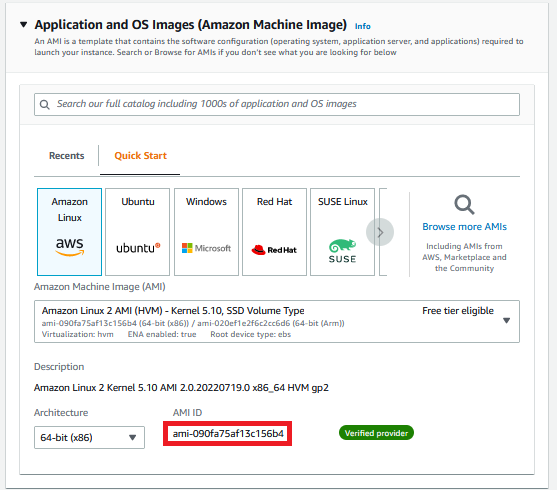 Application and OS Images (Amazon Machine Image) Info
An AMI is a template that contains the software configuration (operating system, application server, and applications) required to
launch your instance. Search or Browse for AMIs if you don't see what you are looking for below
Search our full catalog including 1000s of application and OS images
Recents
Quick Start
Amazon
Linux
aws
Ubuntu
ubuntu
Windows
Microsoft
Red Hat
Red Hat
SUSE Linux
SUSE
Browse more AMIs
Including AMIs from
AWS, Marketplace and
the Community
Amazon Machine Image (AMI)
Amazon Linux 2 AMI (HVM) - Kernel 5.10, SSD Volume Type
Free tier eligible
ami-090fa75af13c156b4 (64-bit (x86)) / ami-020ef1e2f6c2cc6d6 (64-bit (Arm))
Virtualization: hvm ENA enabled: true Root device type: ebs
Description
Amazon Linux 2 Kernel 5.10 AMI 2.0.20220719.0 x86_64 HVM gp2
Architecture
AMI ID
64-bit (x86)
ami-090fa75af13c156b4
Verified provider